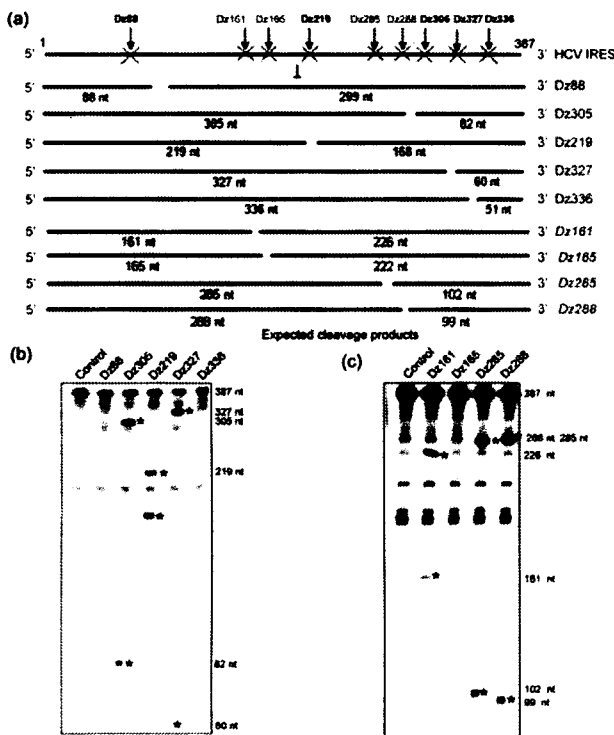 (a)
Dz88 Dz161 Dz165 Dz219 Dz285 Dz288 Dz305 Dz327 Dz336
1 387
5' 3' HCV IRES
5' 3' Dz88
88 nt 299 nt
5' 3' Dz305
305 nt 82 nt
5' 3' Dz219
219 nt 168 nt
5' 3' Dz327
327 nt 60 nt
5' 3' Dz336
336 nt 51 nt
5' 3' Dz161
161 nt 226 nt
5' 3' Dz165
165 nt 222 nt
5' 3' Dz285
285 nt 102 nt
5' 3' Dz288
288 nt 99 nt
Expected cleavage products
(b)
Control Dz88 Dz305 Dz219 Dz327 Dz336
387 nt
327 nt
*
305 nt
*
219 nt
*
*
82 nt
* *
60 nt
*
(c)
Control Dz161 Dz165 Dz285 Dz288
387 nt
288 nt 285 nt
*
226 nt
*
161 nt
*
102 nt
*
99 nt
*